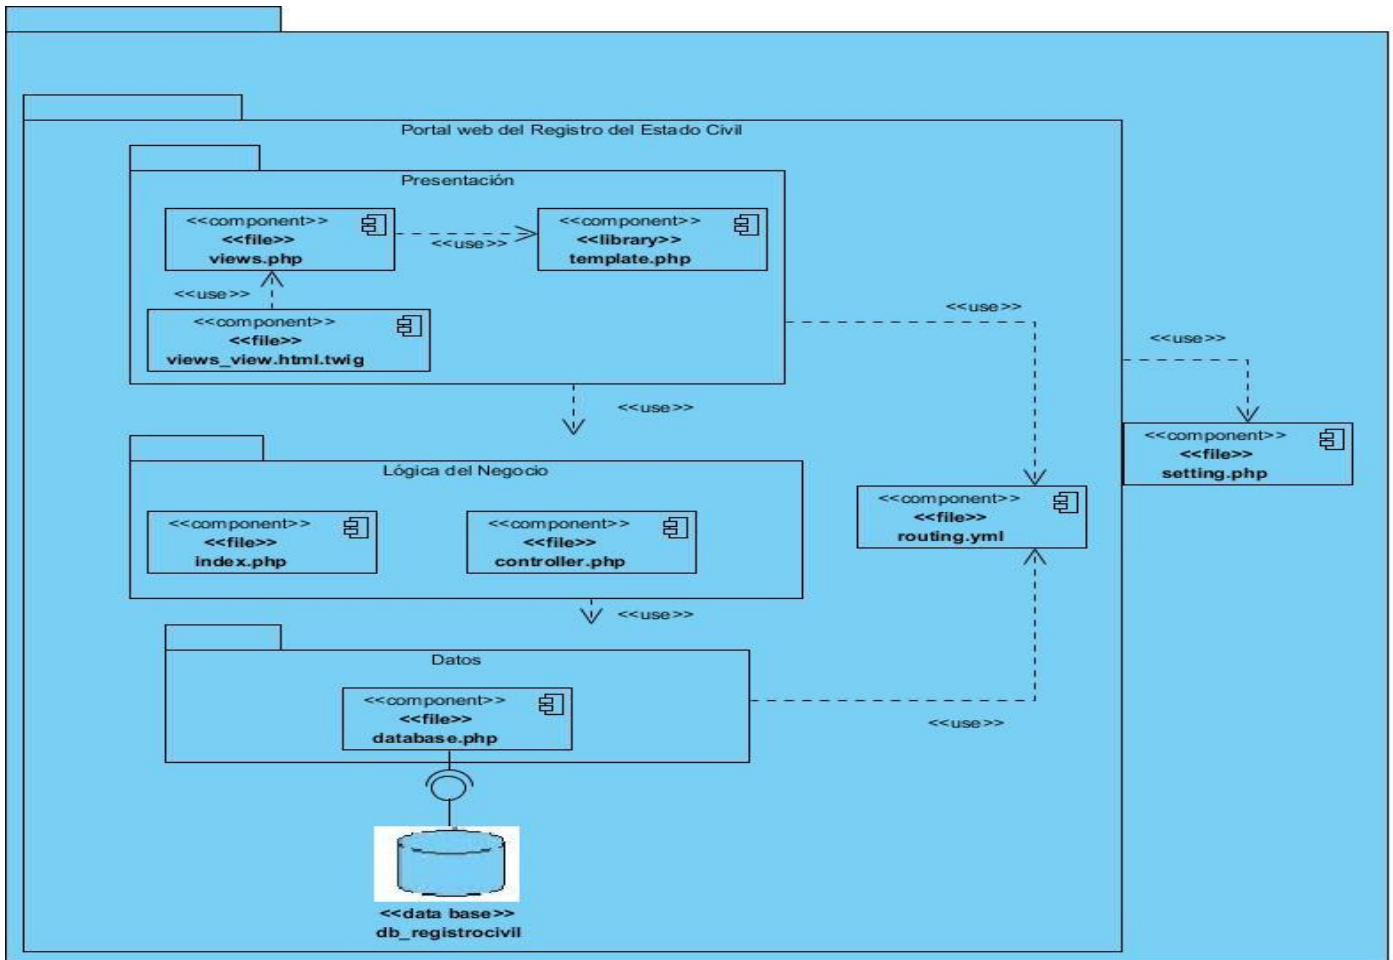 Portal web del Registro del Estado Civil
Presentación
<<component>>
<<file>>
views.php
<<use>>
<<component>>
<<library>>
template.php
<<use>>
<<component>>
<<file>>
views_view.html.twig
<<use>>
<<use>>
<<use>>
<<component>>
<<file>>
setting.php
Lógica del Negocio
<<component>>
<<file>>
index.php
<<component>>
<<file>>
controller.php
<<component>>
<<file>>
routing.yml
<<use>>
Datos
<<component>>
<<file>>
database.php
<<use>>
<<data base>>
db_registrocivil